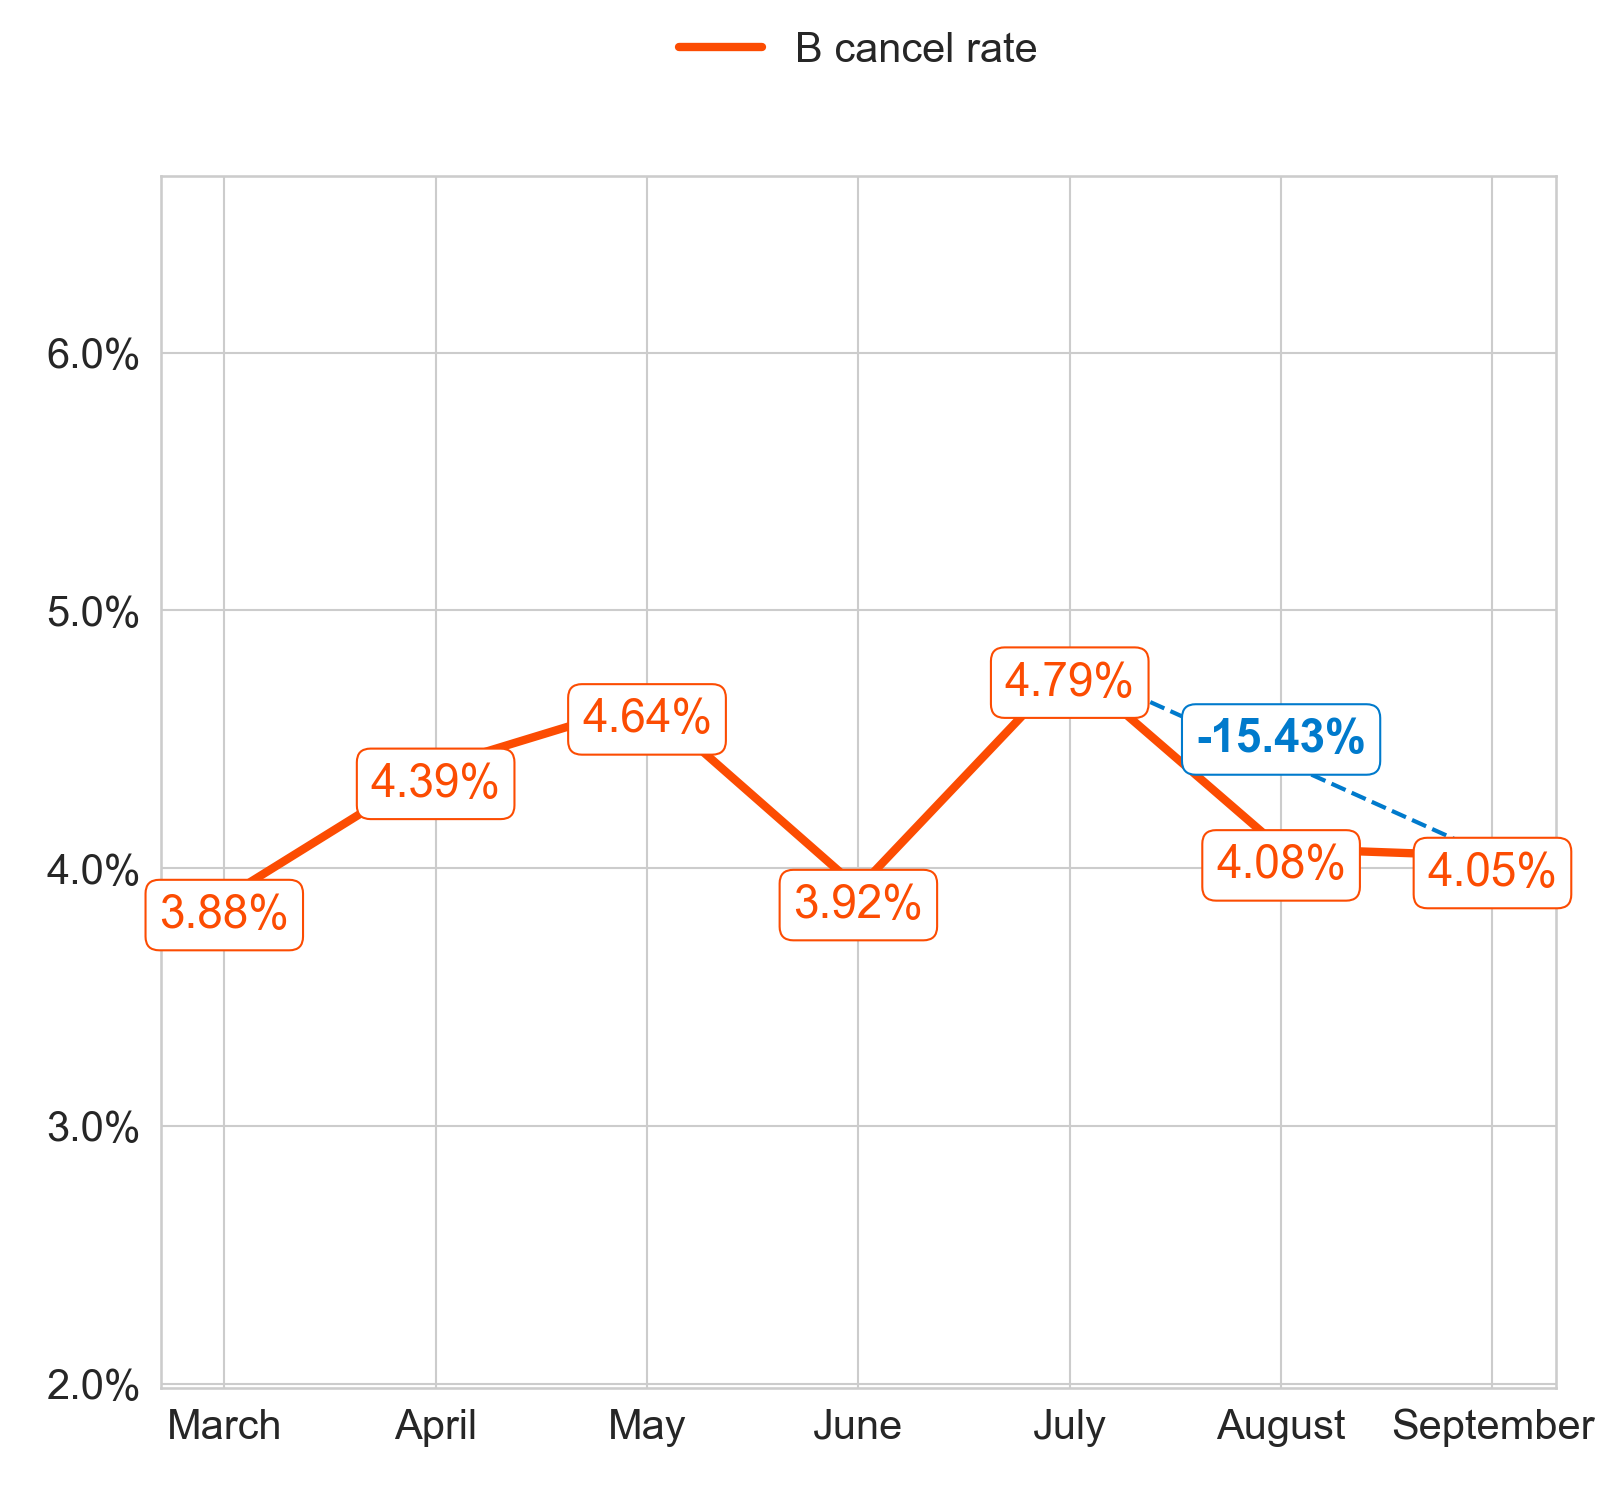 B cancel rate
6.0%
5.0%
4.0%
3.0%
2.0%
3.88%
4.39%
4.64%
3.92%
4.79%
-15.43%
4.08%
4.05%
March
April
May
June
July
August
September